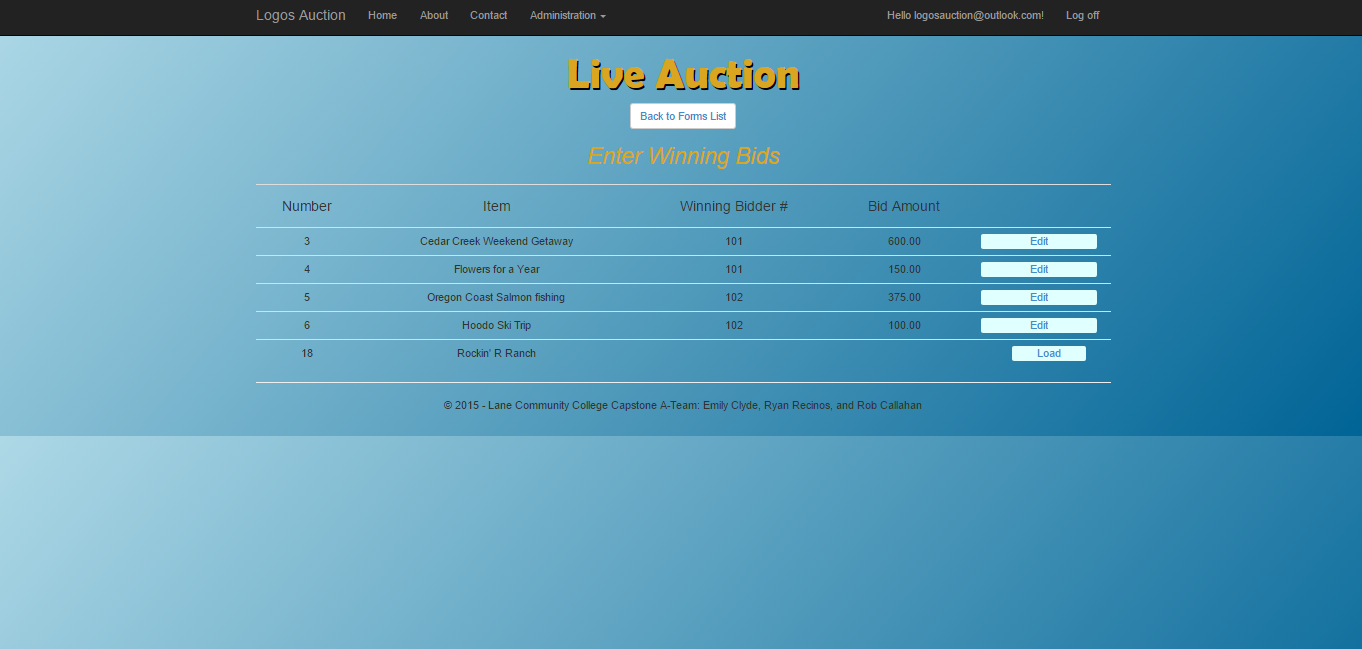 Logos Auction Home About Contact Administration Hello logosauction@outlook.com! Log off
Live Auction
Back to Forms List
Enter Winning Bids
Number Item Winning Bidder # Bid Amount
3 Cedar Creek Weekend Getaway 101 600.00 Edit
4 Flowers for a Year 101 150.00 Edit
5 Oregon Coast Salmon fishing 102 375.00 Edit
6 Hoodo Ski Trip 102 100.00 Edit
18 Rockin' R Ranch Load
© 2015 - Lane Community College Capstone A-Team: Emily Clyde, Ryan Recinos, and Rob Callahan